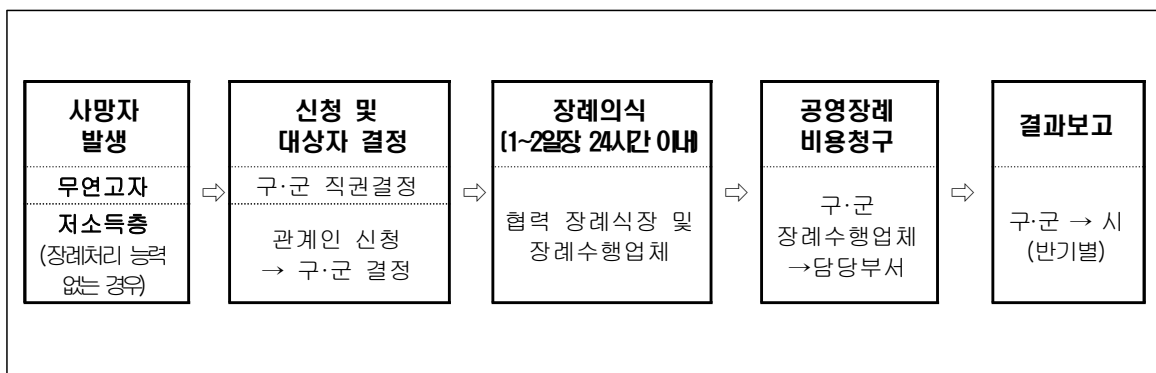 사망자
발생
무연고자
저소득층
(장례처리 능력
없는 경우)
⇨
신청 및
대상자 결정
구·군 직권결정
관계인 신청
→ 구·군 결정
⇨
장례의식
(1~2일장 24시간 이내)
협력 장례식장 및
장례수행업체
⇨
공영장례
비용청구
구·군
장례수행업체
→담당부서
⇨
결과보고
구·군 → 시
(반기별)